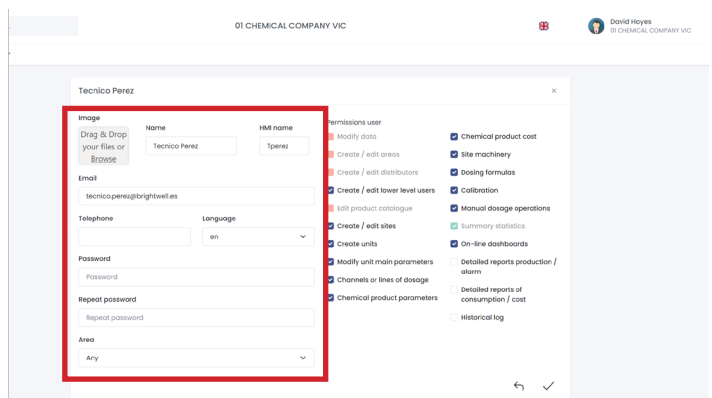 01 CHEMICAL COMPANY VIC
David Hayes
01 CHEMICAL COMPANY VIC
Tecnico Perez
×
Image
Drag & Drop
your files or
Browse
Name
Tecnico Perez
HMI name
Tperez
Email
tecnico.perez@brightwell.es
Telephone
Language
en
Password
Password
Repeat password
Repeat password
Area
Any
Permissions user
Modify data
Create / edit areas
Create / edit distributors
Create / edit lower level users
Edit product catalogue
Create / edit sites
Create units
Modify unit main parameters
Channels or lines of dosage
Chemical product parameters
Chemical product cost
Site machinery
Dosing formulas
Calibration
Manual dosage operations
Summary statistics
On-line dashboards
Detailed reports production /
alarm
Detailed reports of
consumption / cost
Historical log